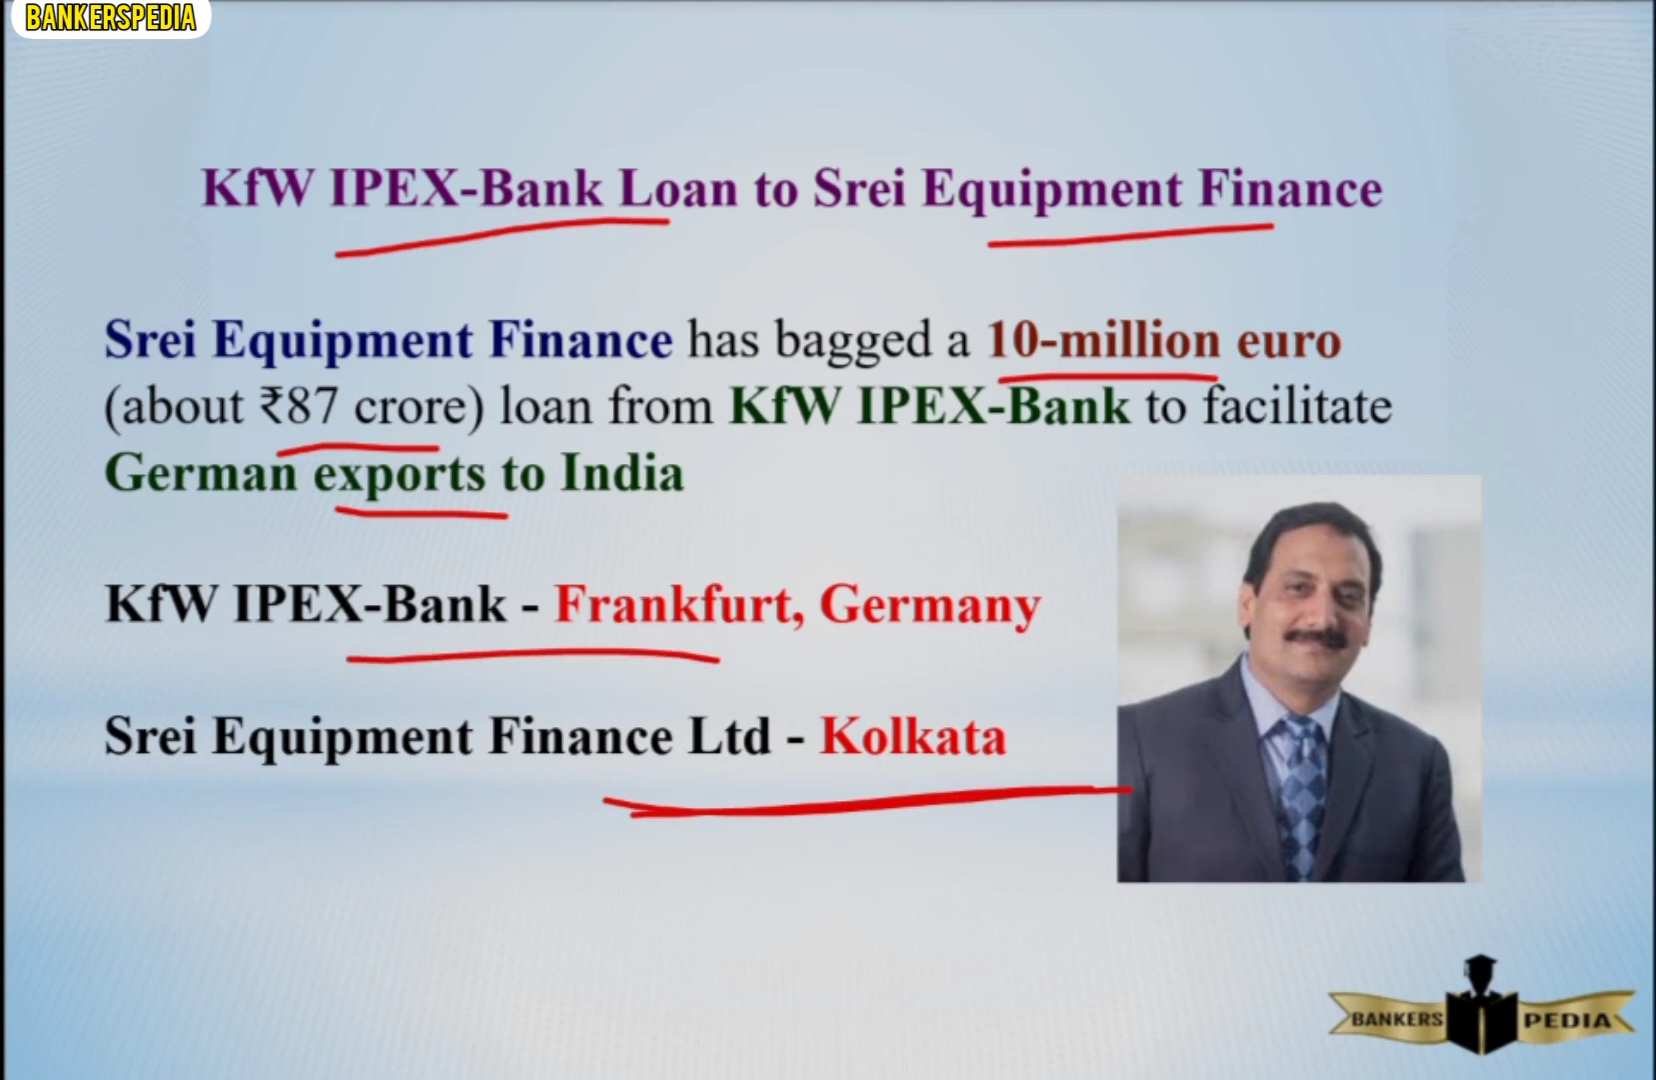 BANKERSPEDIA
KfW IPEX-Bank Loan to Srei Equipment Finance
Srei Equipment Finance has bagged a 10-million euro
(about ₹87 crore) loan from KfW IPEX-Bank to facilitate
German exports to India
KfW IPEX-Bank - Frankfurt, Germany
Srei Equipment Finance Ltd - Kolkata
BANKERS PEDIA